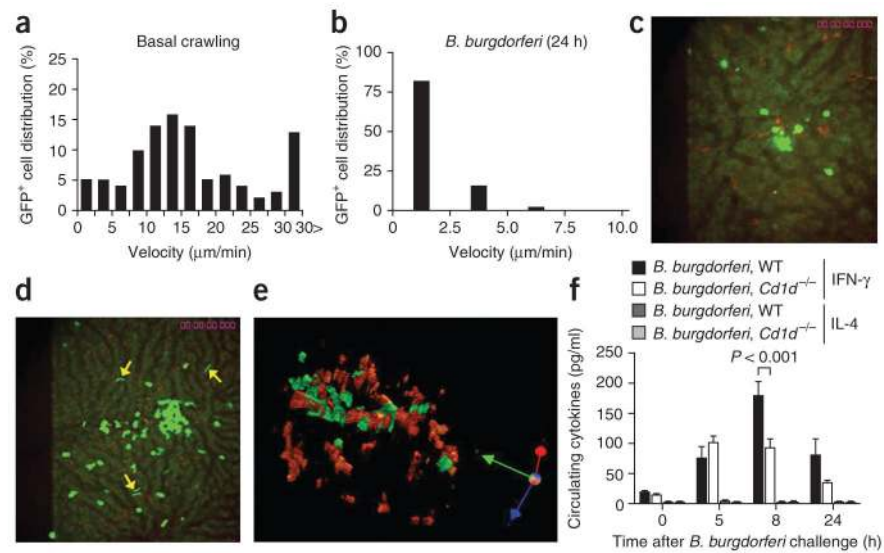 a
Basal crawling
GFP+ cell distribution (%)
25
20
15
10
5
0
0 5 10 15 20 25 30 30>
Velocity (μm/min)
b
B. burgdorferi (24 h)
GFP+ cell distribution (%)
100
75
50
25
0
0 2.5 5.0 7.5 10.0
Velocity (μm/min)
c
d
e
f
B. burgdorferi, WT
B. burgdorferi, Cd1d–/–
IFN-γ
B. burgdorferi, WT
B. burgdorferi, Cd1d–/–
IL-4
P < 0.001
Circulating cytokines (pg/ml)
250
200
150
100
50
0
0 5 8 24
Time after B. burgdorferi challenge (h)